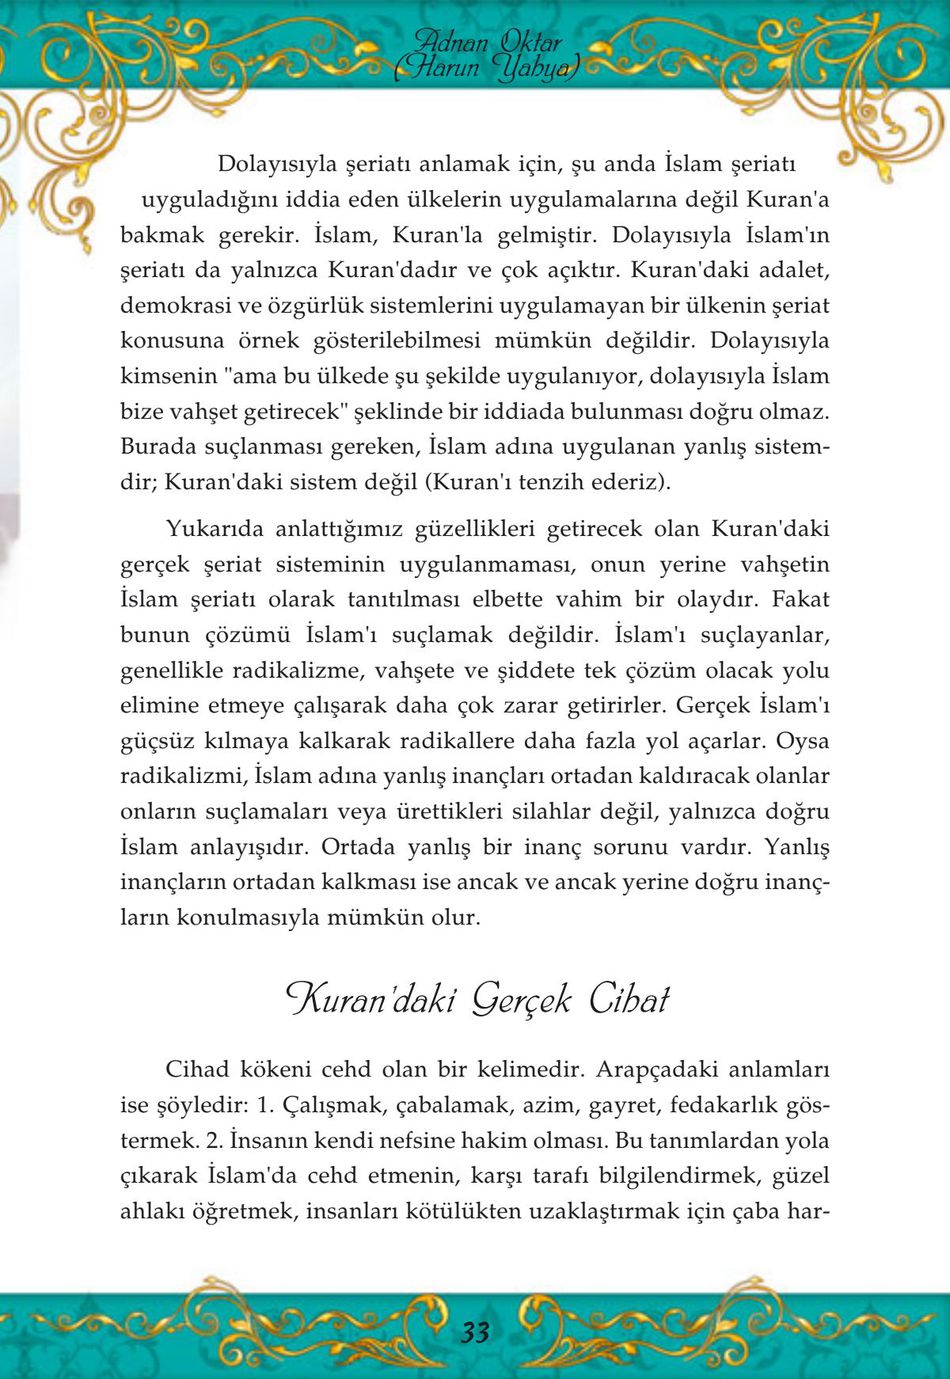 Adnan Oktar
(Harun Yahya)
Dolayısıyla şeriatı anlamak için, şu anda İslam şeriatı
uyguladığını iddia eden ülkelerin uygulamalarına değil Kuran'a
bakmak gerekir. İslam, Kuran'la gelmiştir. Dolayısıyla İslam'ın
şeriatı da yalnızca Kuran'dadır ve çok açıktır. Kuran'daki adalet,
demokrasi ve özgürlük sistemlerini uygulamayan bir ülkenin şeriat
konusuna örnek gösterilebilmesi mümkün değildir. Dolayısıyla
kimsenin "ama bu ülkede şu şekilde uygulanıyor, dolayısıyla İslam
bize vahşet getirecek" şeklinde bir iddiada bulunması doğru olmaz.
Burada suçlanması gereken, İslam adına uygulanan yanlış sistem-
dir; Kuran'daki sistem değil (Kuran'ı tenzih ederiz).
Yukarıda anlattığımız güzellikleri getirecek olan Kuran'daki
gerçek şeriat sisteminin uygulanmaması, onun yerine vahşetin
İslam şeriatı olarak tanıtılması elbette vahim bir olaydır. Fakat
bunun çözümü İslam'ı suçlamak değildir. İslam'ı suçlayanlar,
genellikle radikalizme, vahşete ve şiddete tek çözüm olacak yolu
elimine etmeye çalışarak daha çok zarar getirirler. Gerçek İslam'ı
güçsüz kılmaya kalkarak radikallere daha fazla yol açarlar. Oysa
radikalizmi, İslam adına yanlış inançları ortadan kaldıracak olanlar
onların suçlamaları veya ürettikleri silahlar değil, yalnızca doğru
İslam anlayışıdır. Ortada yanlış bir inanç sorunu vardır. Yanlış
inançların ortadan kalkması ise ancak ve ancak yerine doğru inanç-
ların konulmasıyla mümkün olur.
Kuran'daki Gerçek Cihat
Cihad kökeni cehd olan bir kelimedir. Arapçadaki anlamları
ise şöyledir: 1. Çalışmak, çabalamak, azim, gayret, fedakarlık gös-
termek. 2. İnsanın kendi nefsine hakim olması. Bu tanımlardan yola
çıkarak İslam'da cehd etmenin, karşı tarafı bilgilendirmek, güzel
ahlakı öğretmek, insanları kötülükten uzaklaştırmak için çaba har-
33